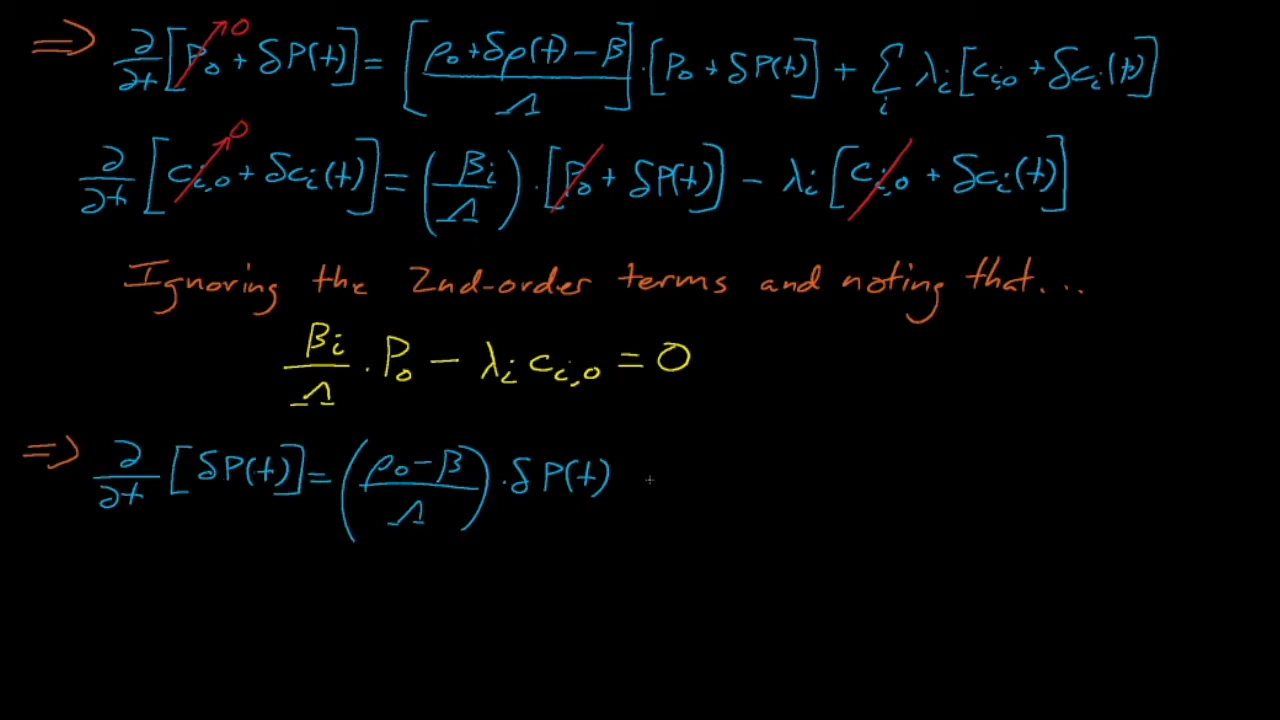 ⇒ ∂/∂t [P₀ + δP(t)] = [(ρ₀ + δρ(t) − β)/Λ] · [P₀ + δP(t)] + Σᵢ λᵢ [cᵢ,₀ + δcᵢ(t)]
0
∂/∂t [cᵢ,₀ + δcᵢ(t)] = (βᵢ/Λ) · [P₀ + δP(t)] − λᵢ [cᵢ,₀ + δcᵢ(t)]
0
Ignoring the 2nd-order terms and noting that...
βᵢ/Λ · P₀ − λᵢ cᵢ,₀ = 0
⇒ ∂/∂t [δP(t)] = ((ρ₀ − β)/Λ) · δP(t)